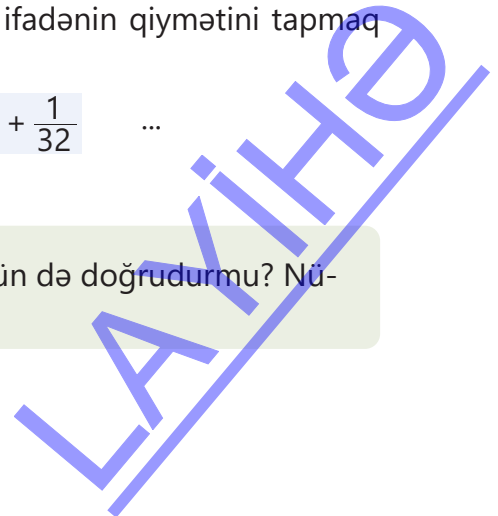 ifadənin qiymətini tapmaq
+ 1/32 ...
ün də doğrudurmu? Nü-
LAYİHƏ